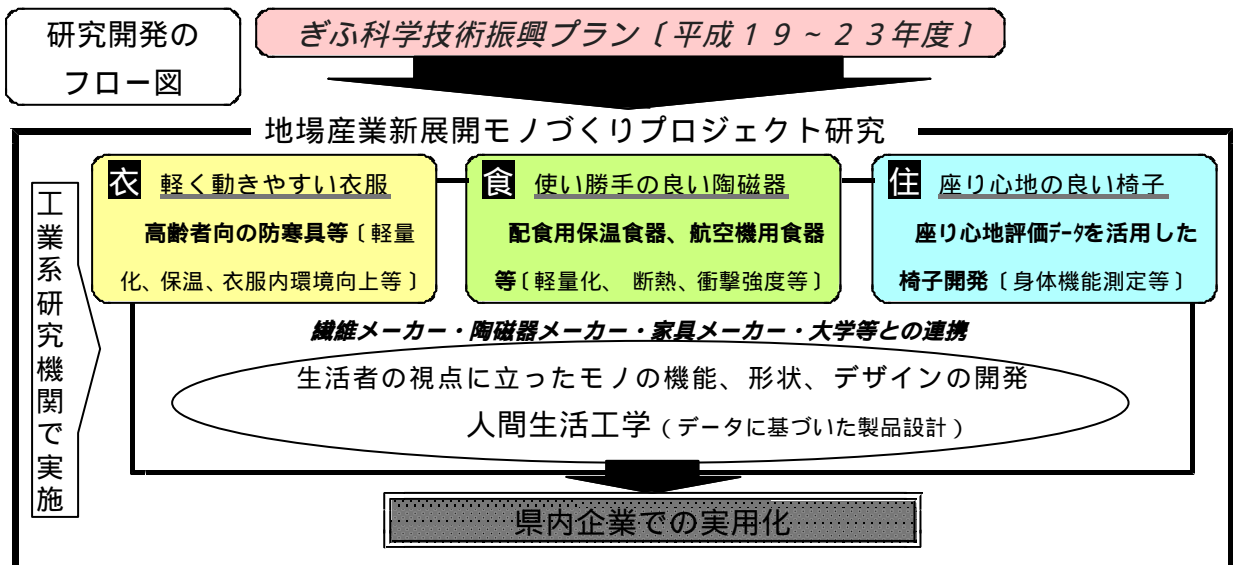 研究開発の
フロー図
ぎふ科学技術振興プラン〔平成19~23年度〕
地場産業新展開モノづくりプロジェクト研究
工業系研究機関で実施
衣 軽く動きやすい衣服
高齢者向の防寒具等〔軽量
化、保温、衣服内環境向上等〕
食 使い勝手の良い陶磁器
配食用保温食器、航空機用食器
等〔軽量化、 断熱、衝撃強度等〕
住 座り心地の良い椅子
座り心地評価データを活用した
椅子開発〔身体機能測定等〕
繊維メーカー・陶磁器メーカー・家具メーカー・大学等との連携
生活者の視点に立ったモノの機能、形状、デザインの開発
人間生活工学(データに基づいた製品設計)
県内企業での実用化